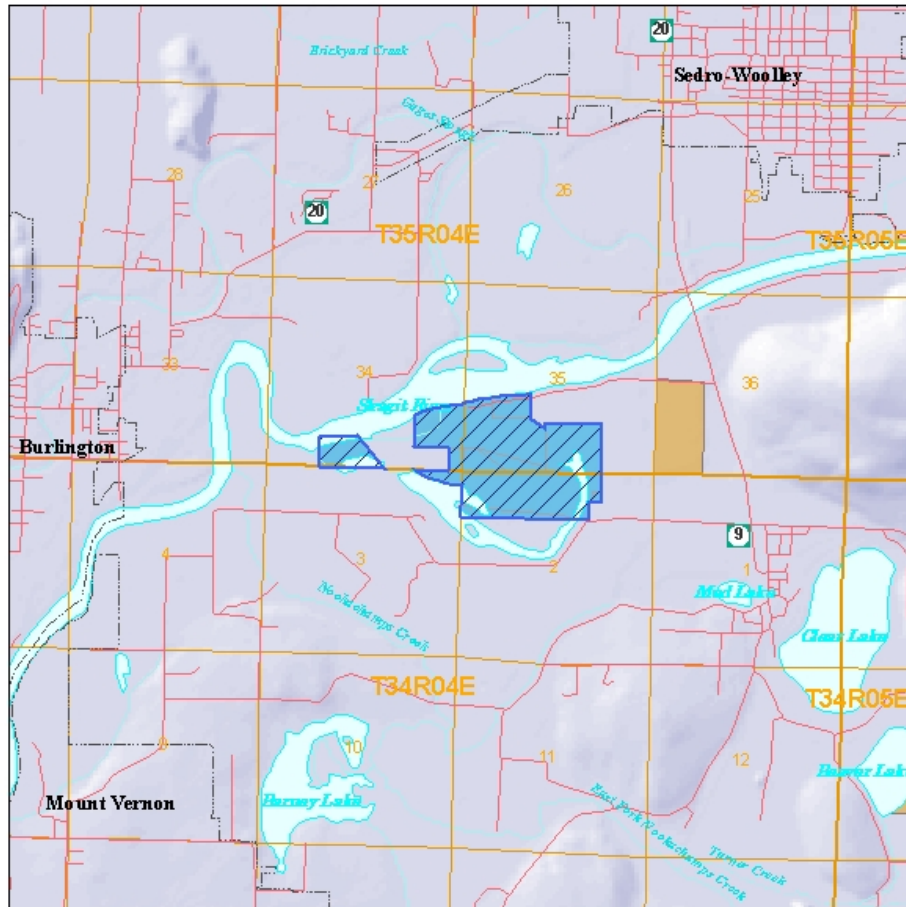 20
Brickyard Creek
Sedro-Woolley
Gages Slough
28
26
25
20
T35R04E
T35R05E
33
34
35
36
Skagit River
Burlington
9
4
3
2
1
Mud Lake
Nookachamps Creek
Clear Lake
T34R04E
T34R05E
9
10
11
12
Beaver Lake
Mount Vernon
Barney Lake
East Fork Nookachamps Creek
Turner Creek